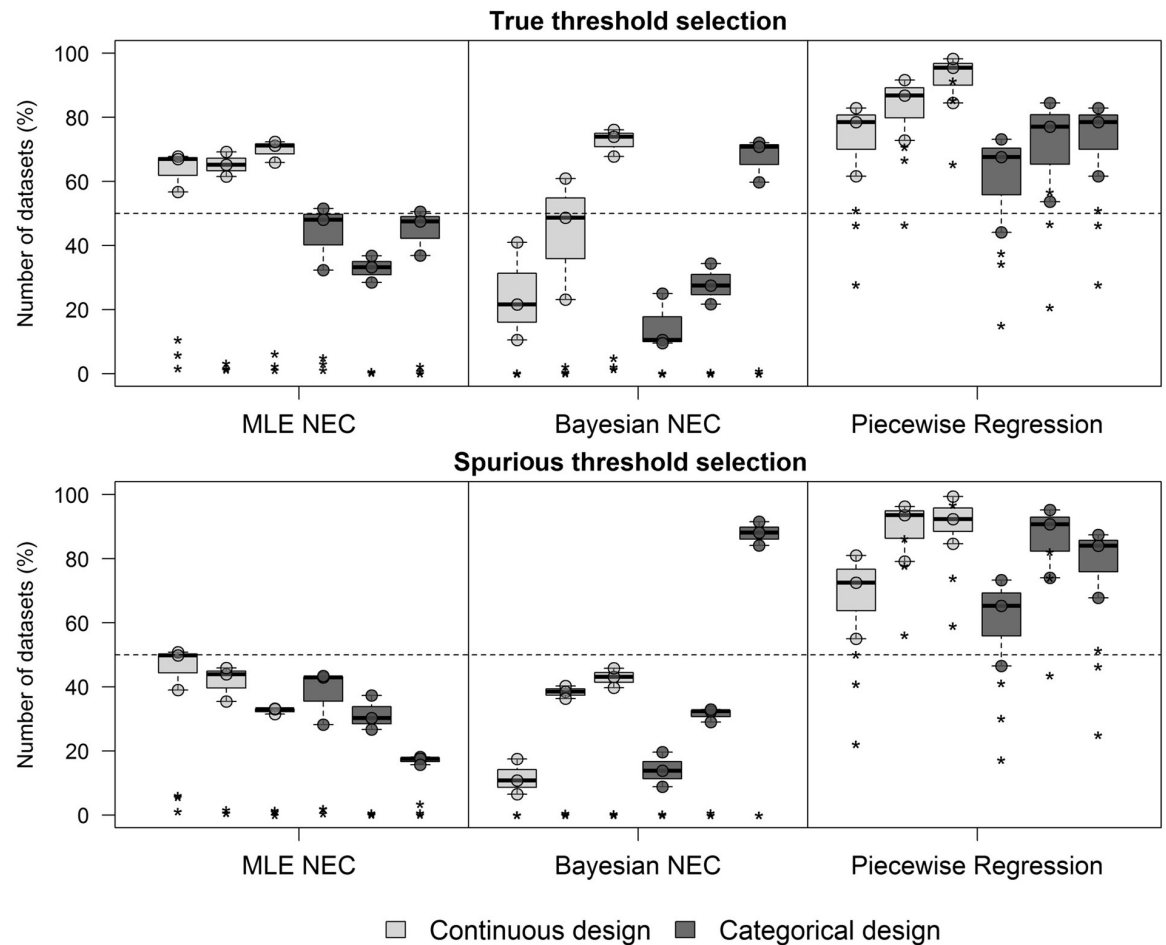 True threshold selection
Number of datasets (%)
100
80
60
40
20
0
MLE NEC Bayesian NEC Piecewise Regression
Spurious threshold selection
Number of datasets (%)
100
80
60
40
20
0
MLE NEC Bayesian NEC Piecewise Regression
Continuous design Categorical design